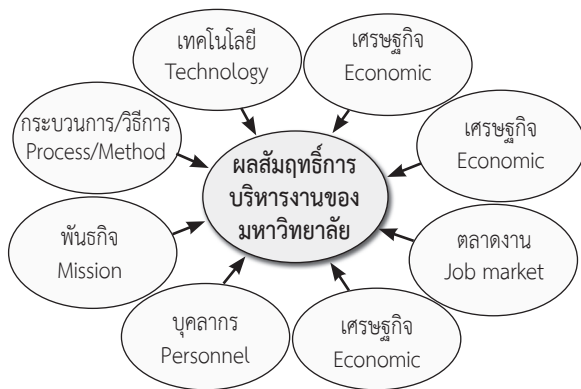 เทคโนโลยี
Technology
เศรษฐกิจ
Economic
กระบวนการ/วิธีการ
Process/Method
เศรษฐกิจ
Economic
ผลสัมฤทธิ์การ
บริหารงานของ
มหาวิทยาลัย
พันธกิจ
Mission
ตลาดงาน
Job market
บุคลากร
Personnel
เศรษฐกิจ
Economic